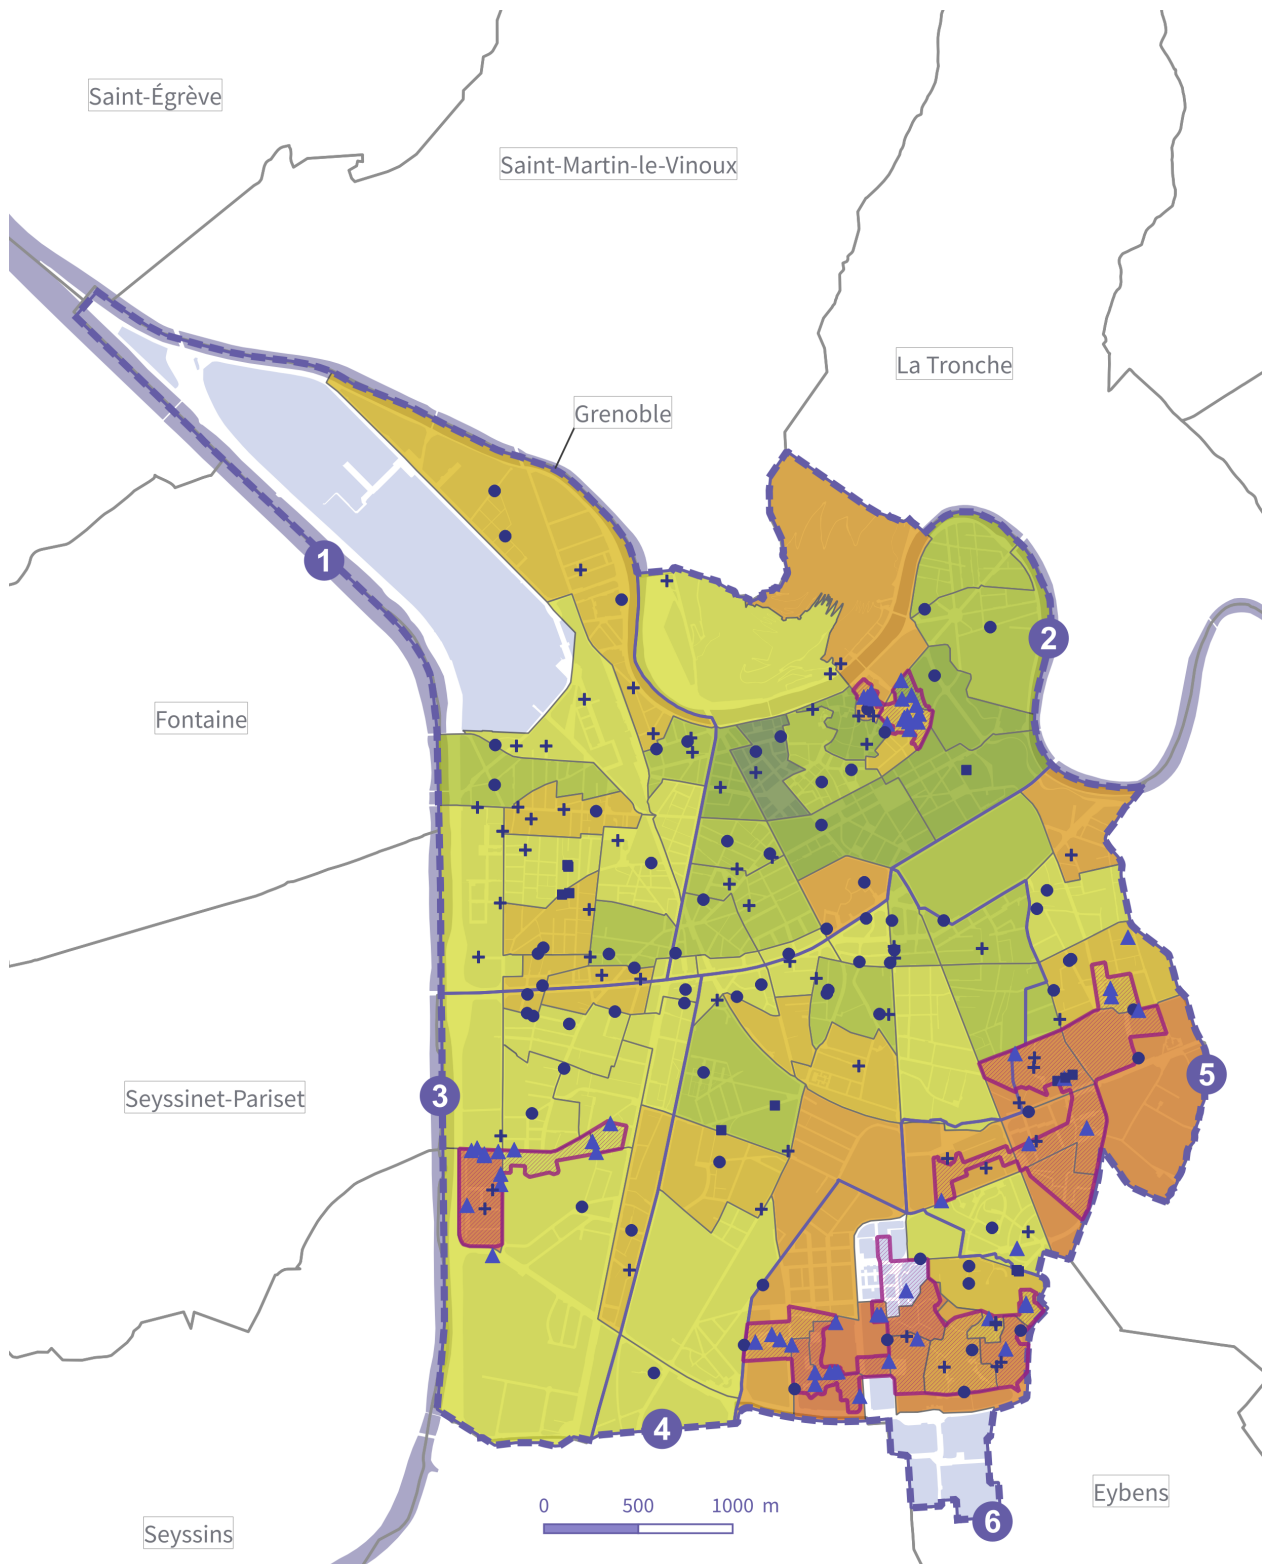 Saint-Égrève
Saint-Martin-le-Vinoux
La Tronche
Grenoble
1
2
Fontaine
3
5
Seyssinet-Pariset
4
0 500 1000 m
Eybens
6
Seyssins